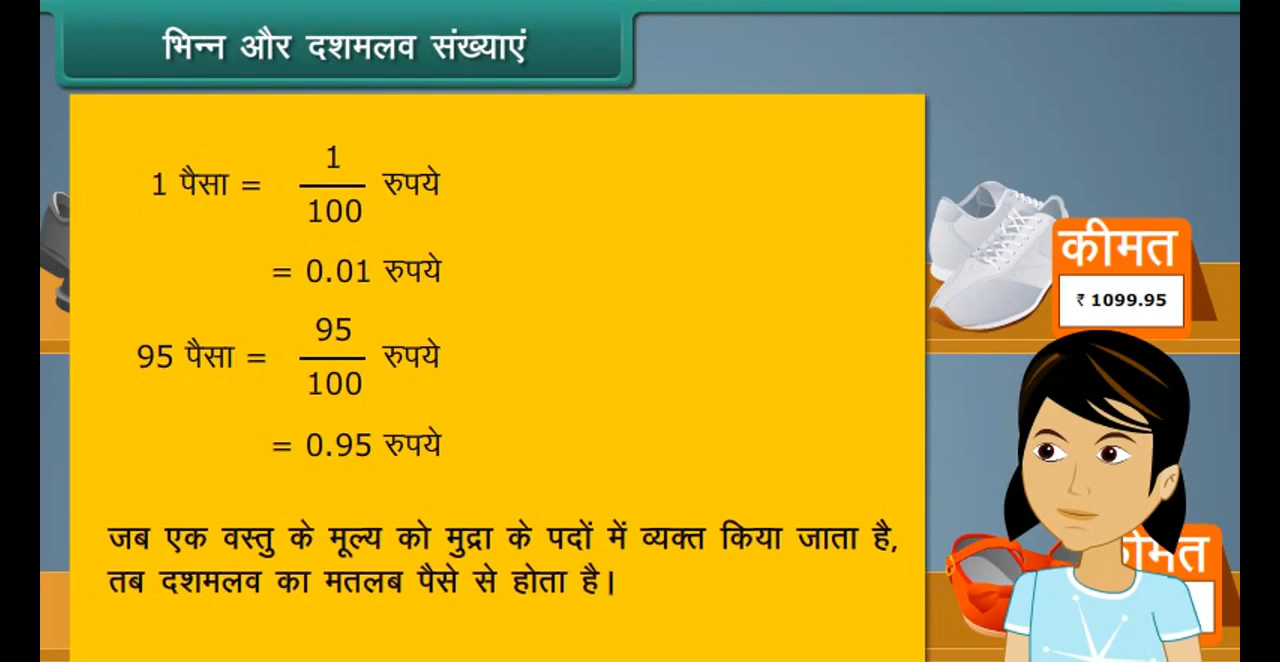 भिन्न और दशमलव संख्याएं
1 पैसा = 1/100 रुपये
= 0.01 रुपये
95 पैसा = 95/100 रुपये
= 0.95 रुपये
जब एक वस्तु के मूल्य को मुद्रा के पदों में व्यक्त किया जाता है,
तब दशमलव का मतलब पैसे से होता है।
कीमत
₹ 1099.95